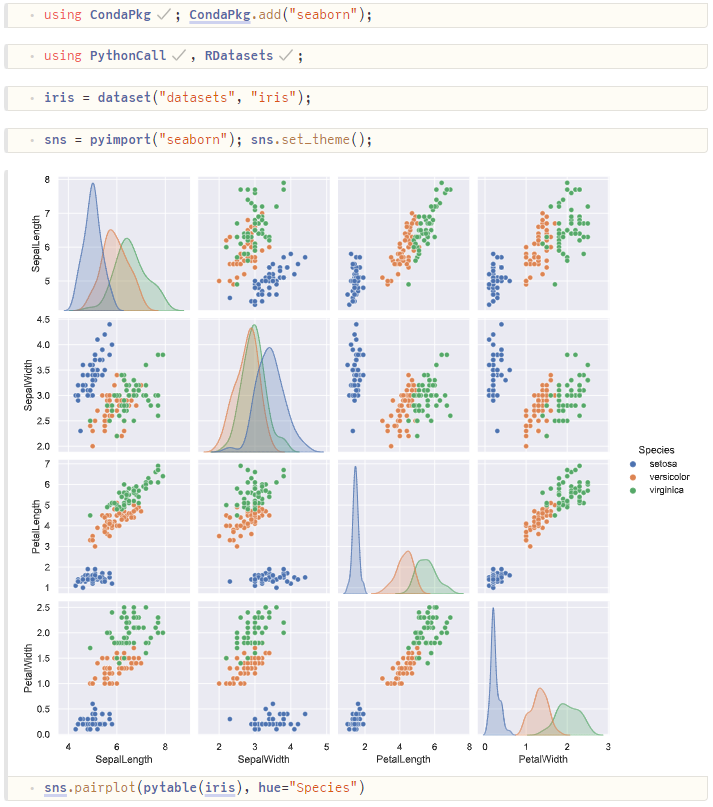 using CondaPkg ✓ ; CondaPkg.add("seaborn");
using PythonCall ✓ , RDatasets ✓ ;
iris = dataset("datasets", "iris");
sns = pyimport("seaborn"); sns.set_theme();
8
7
6
5
SepalLength
4.5
4.0
3.5
3.0
2.5
2.0
SepalWidth
Species
setosa
versicolor
virginica
7
6
5
4
3
2
1
PetalLength
2.5
2.0
1.5
1.0
0.5
0.0
PetalWidth
4 6 8 2 3 4 5 2 4 6 8 0 1 2 3
SepalLength SepalWidth PetalLength PetalWidth
sns.pairplot(pytable(iris), hue="Species")